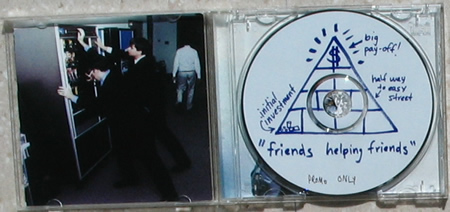 big
pay-off!
$
half way
to easy
street
initial
investment
"friends helping friends"
PROMO ONLY